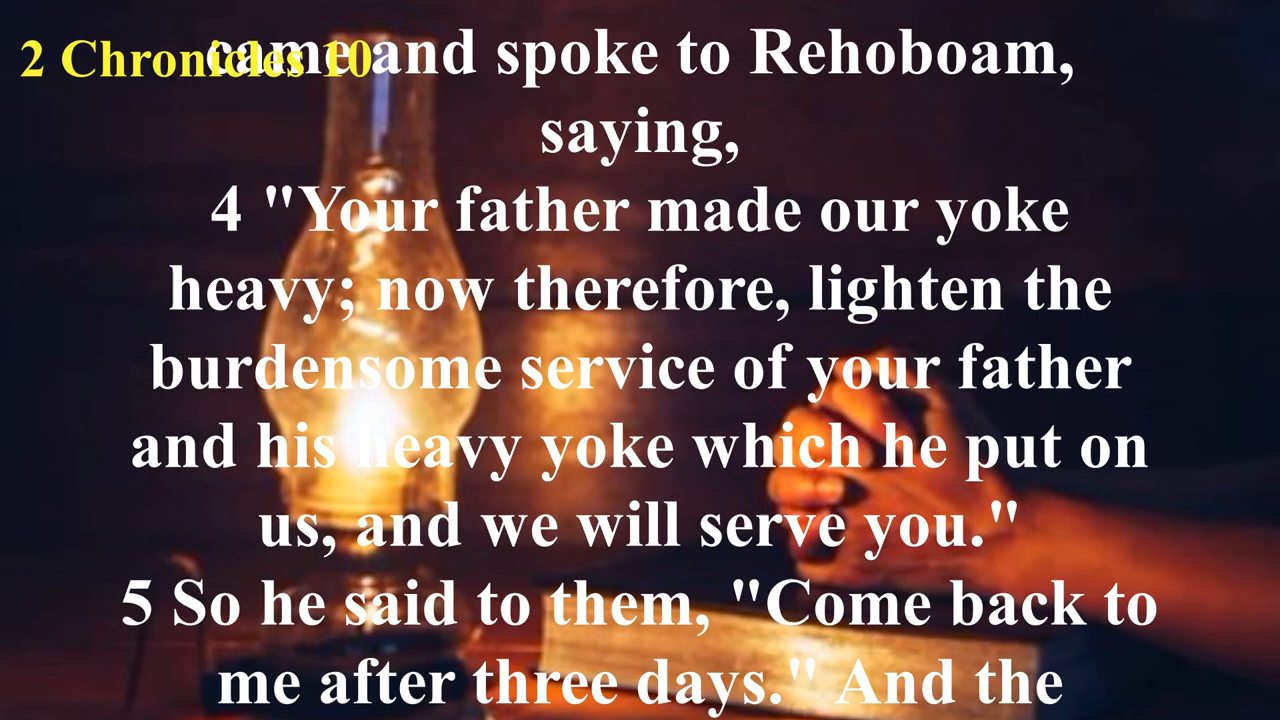 2 Chronicles 10
came and spoke to Rehoboam,
saying,
4 "Your father made our yoke
heavy; now therefore, lighten the
burdensome service of your father
and his heavy yoke which he put on
us, and we will serve you."
5 So he said to them, "Come back to
me after three days." And the